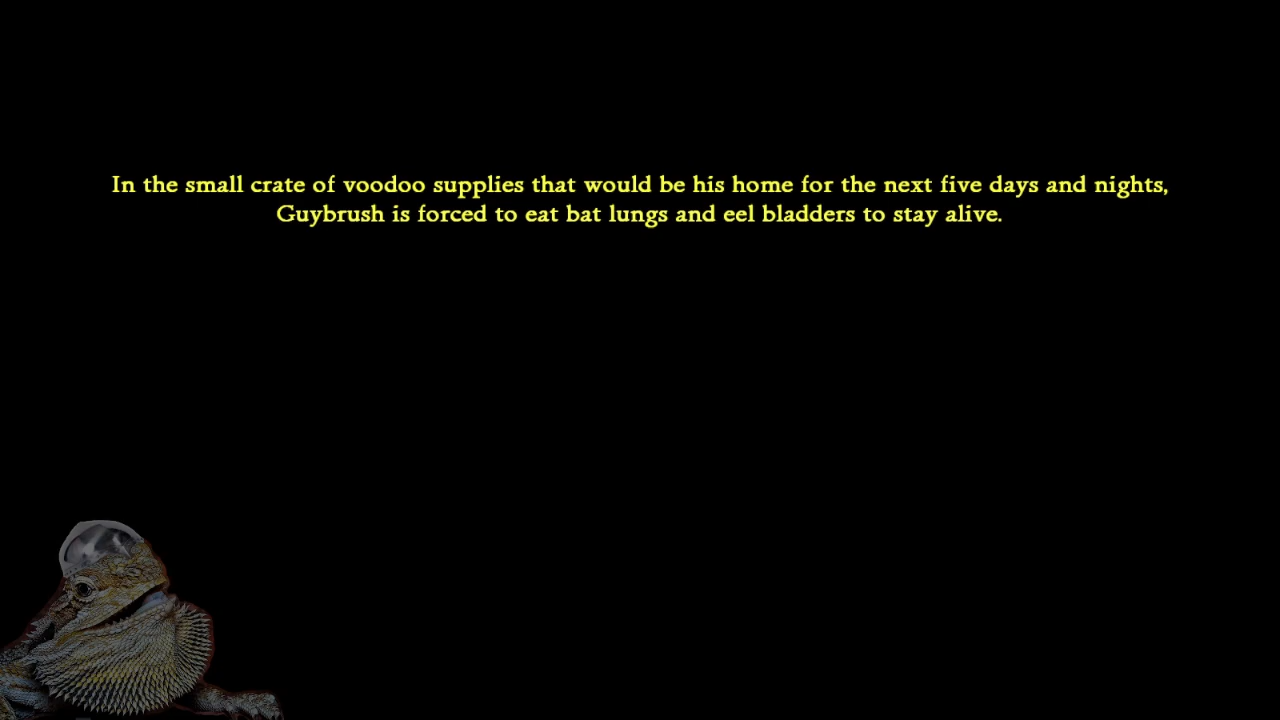 In the small crate of voodoo supplies that would be his home for the next five days and nights,
Guybrush is forced to eat bat lungs and eel bladders to stay alive.